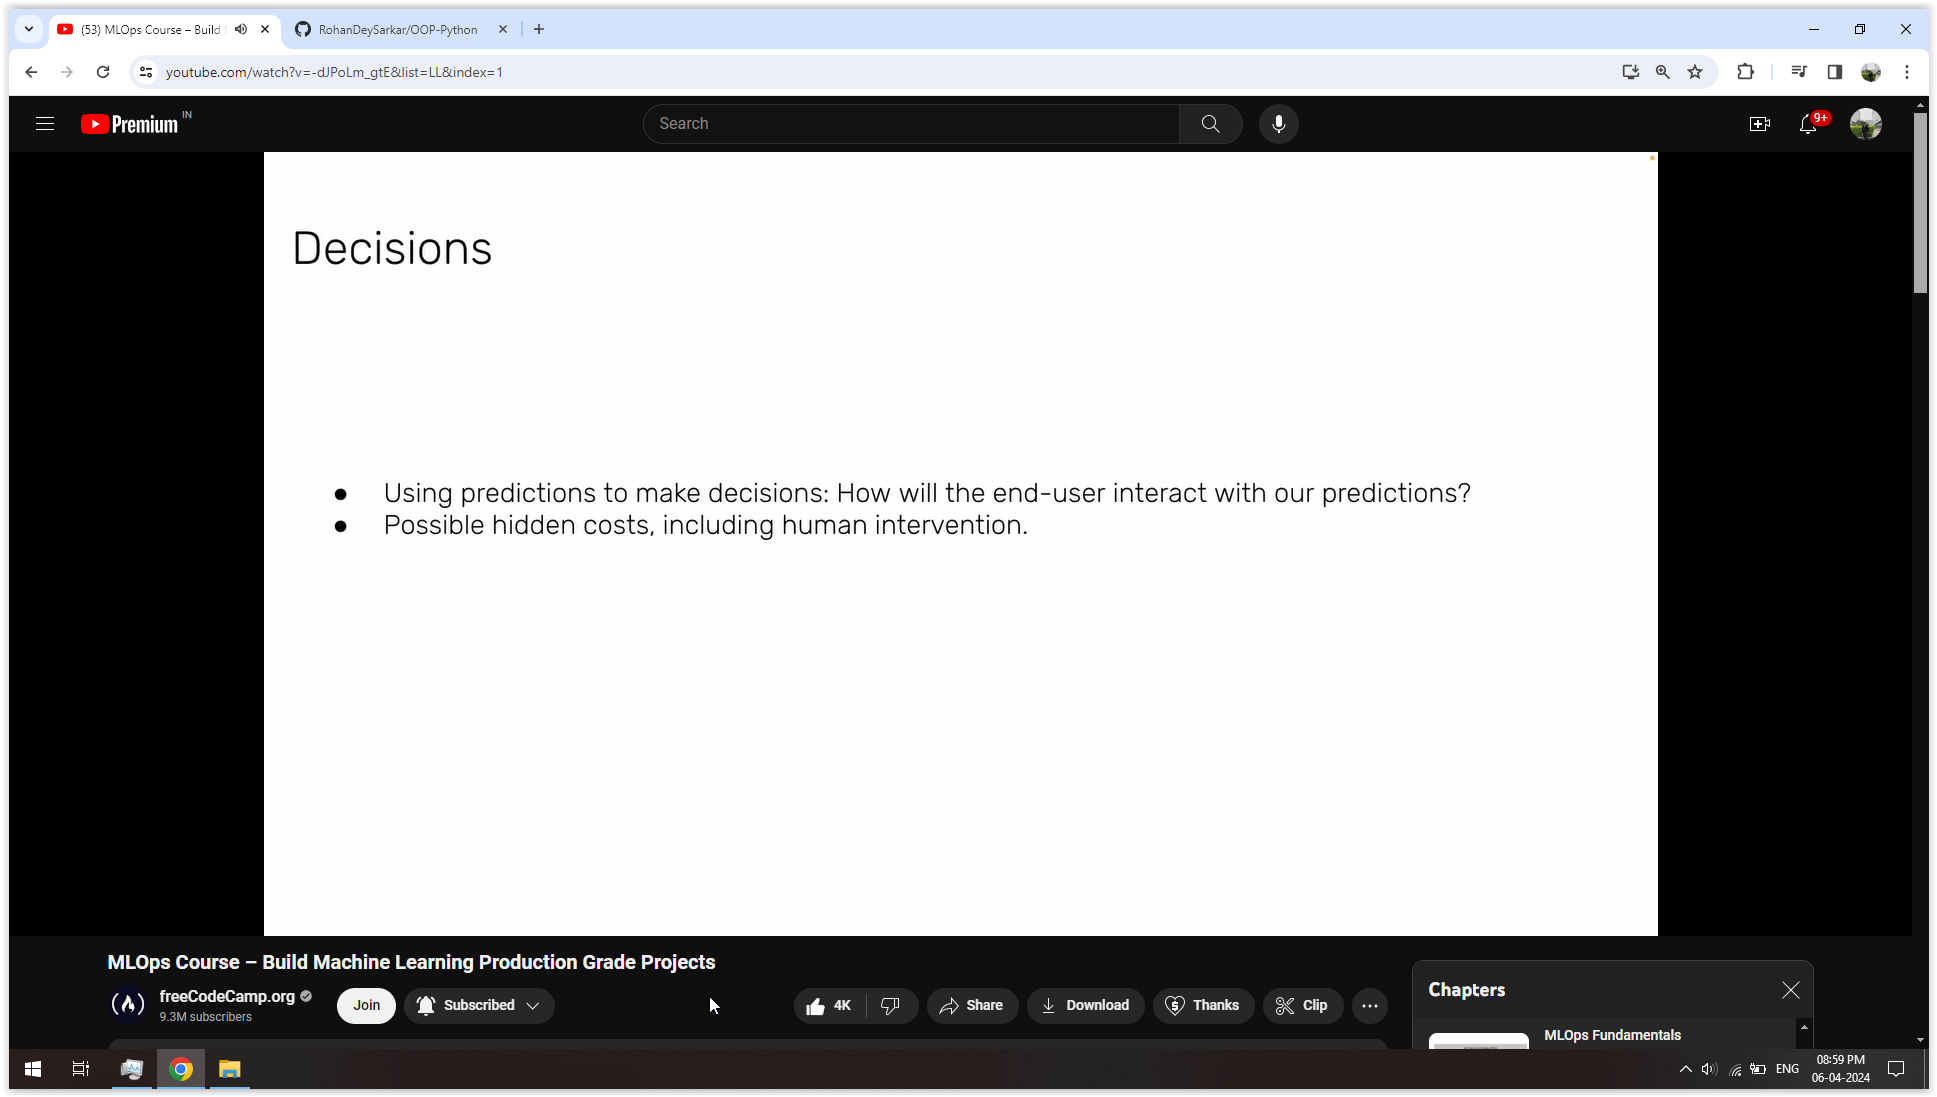 (53) MLOps Course – Build
RohanDeySarkar/OOP-Python
youtube.com/watch?v=-dJPoLm_gtE&list=LL&index=1
Premium IN
Search
9+
Decisions
● Using predictions to make decisions: How will the end-user interact with our predictions?
● Possible hidden costs, including human intervention.
MLOps Course – Build Machine Learning Production Grade Projects
freeCodeCamp.org
9.3M subscribers
Join
Subscribed
4K
Share
Download
Thanks
Clip
Chapters
MLOps Fundamentals
ENG
08:59 PM
06-04-2024